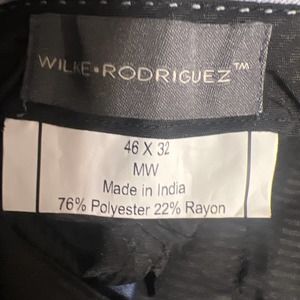 WILKE•RODRIGUEZ™
46 X 32
MW
Made in India
76% Polyester 22% Rayon